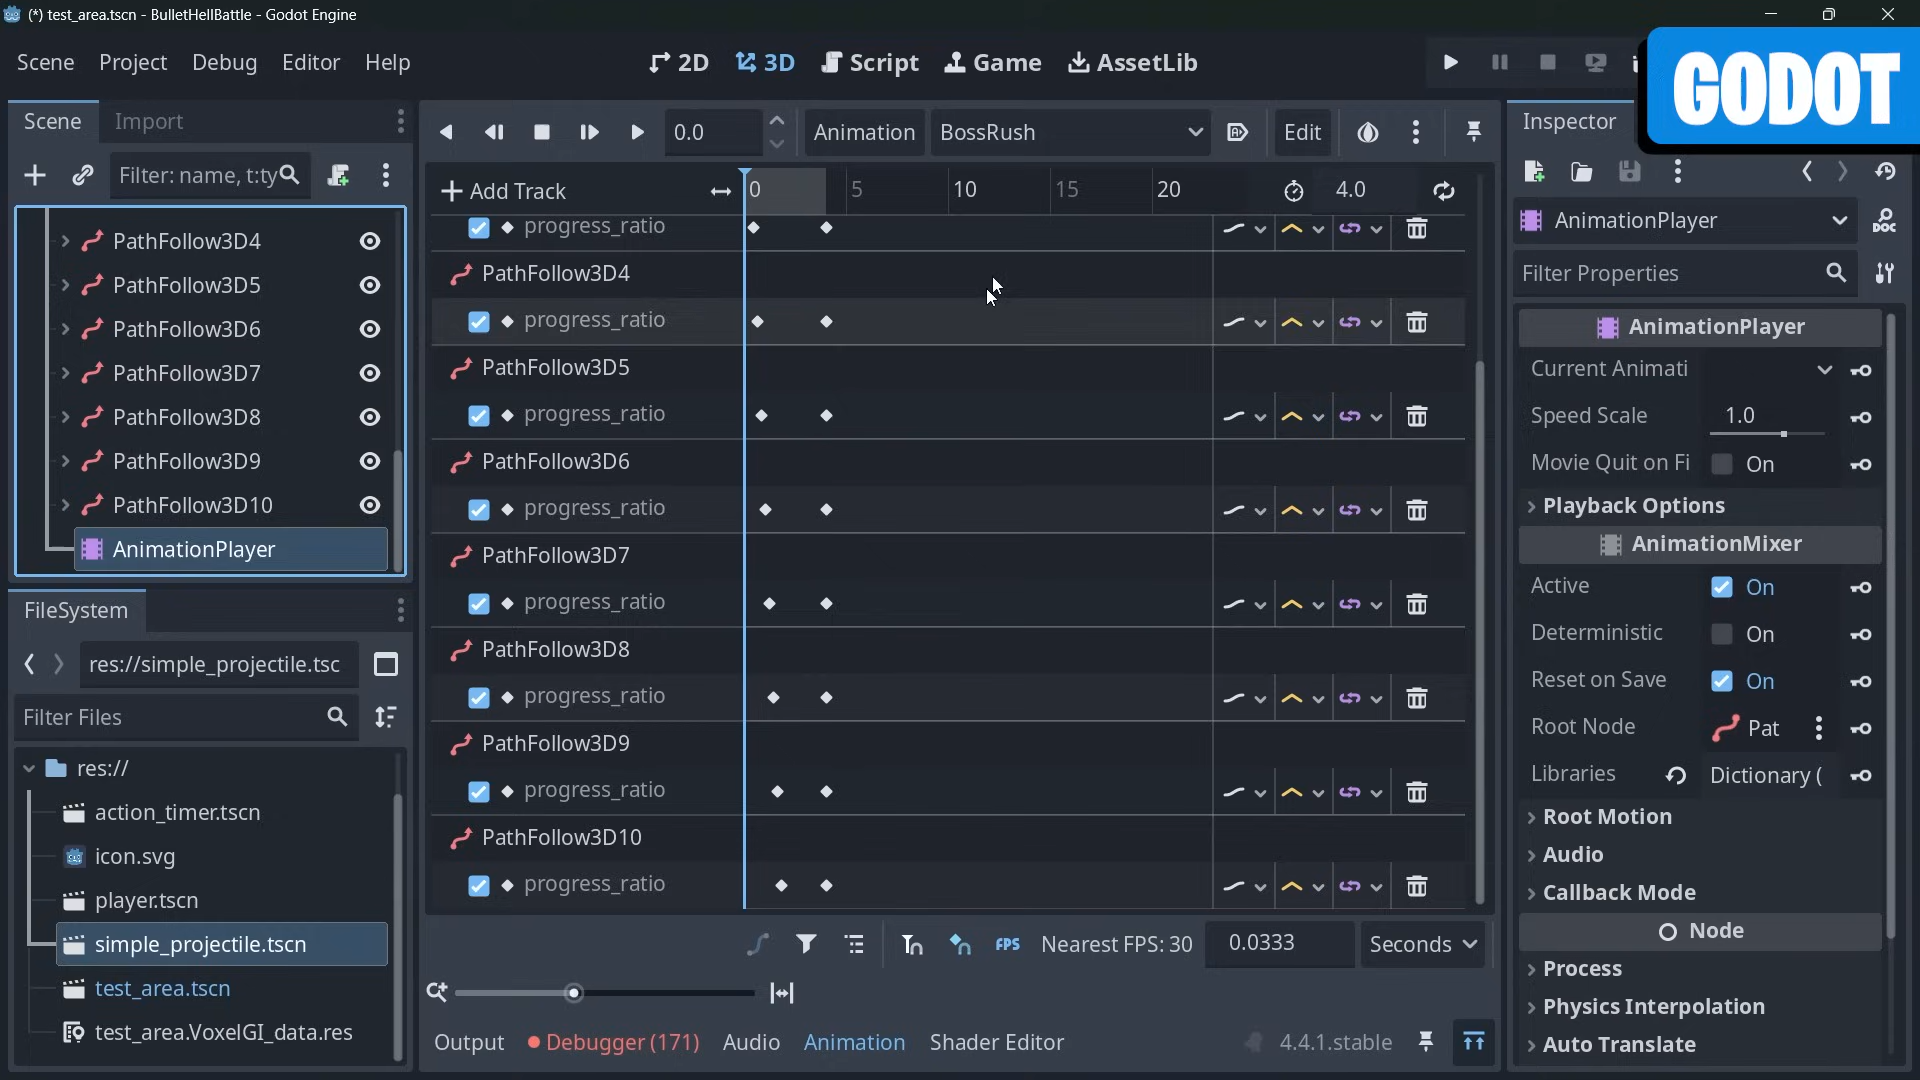 (*) test_area.tscn - BulletHellBattle - Godot Engine
Scene Project Debug Editor Help
2D 3D Script Game AssetLib
GODOT
Scene Import
Filter: name, t:ty
PathFollow3D4
PathFollow3D5
PathFollow3D6
PathFollow3D7
PathFollow3D8
PathFollow3D9
PathFollow3D10
AnimationPlayer
FileSystem
res://simple_projectile.tsc
Filter Files
res://
action_timer.tscn
icon.svg
player.tscn
simple_projectile.tscn
test_area.tscn
test_area.VoxelGI_data.res
0.0 Animation BossRush Edit
Add Track 0 5 10 15 20 4.0
progress_ratio
PathFollow3D4
progress_ratio
PathFollow3D5
progress_ratio
PathFollow3D6
progress_ratio
PathFollow3D7
progress_ratio
PathFollow3D8
progress_ratio
PathFollow3D9
progress_ratio
PathFollow3D10
progress_ratio
FPS Nearest FPS: 30 0.0333 Seconds
Output Debugger (171) Audio Animation Shader Editor 4.4.1.stable
Inspector
AnimationPlayer DOC
Filter Properties
AnimationPlayer
Current Animati
Speed Scale 1.0
Movie Quit on Fi On
Playback Options
AnimationMixer
Active On
Deterministic On
Reset on Save On
Root Node Pat
Libraries Dictionary (
Root Motion
Audio
Callback Mode
Node
Process
Physics Interpolation
Auto Translate